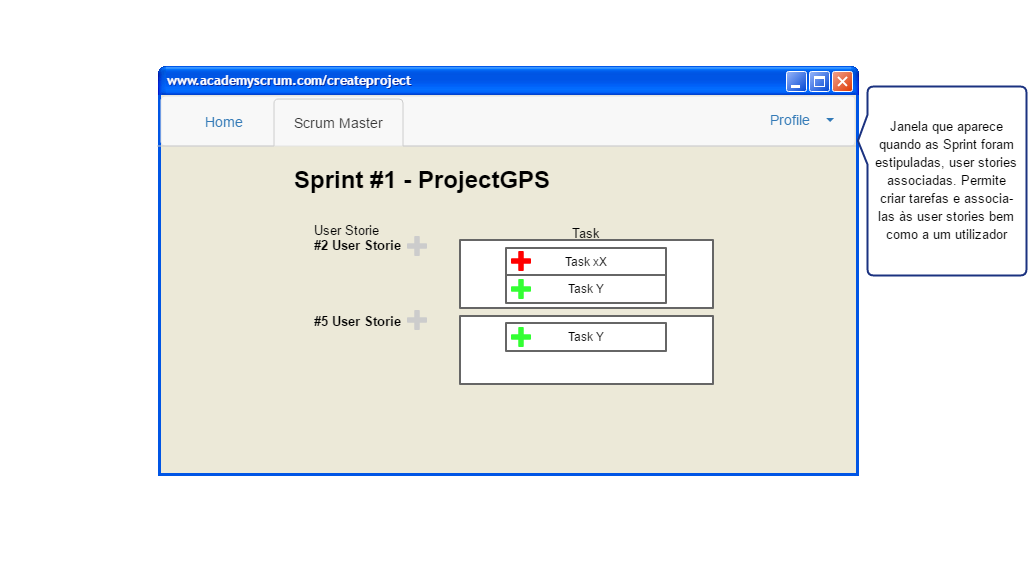 www.academyscrum.com/createproject
Home
Scrum Master
Profile
Sprint #1 - ProjectGPS
User Storie
Task
#2 User Storie
Task xX
Task Y
#5 User Storie
Task Y
Janela que aparece
quando as Sprint foram
estipuladas, user stories
associadas. Permite
criar tarefas e associa-
las às user stories bem
como a um utilizador